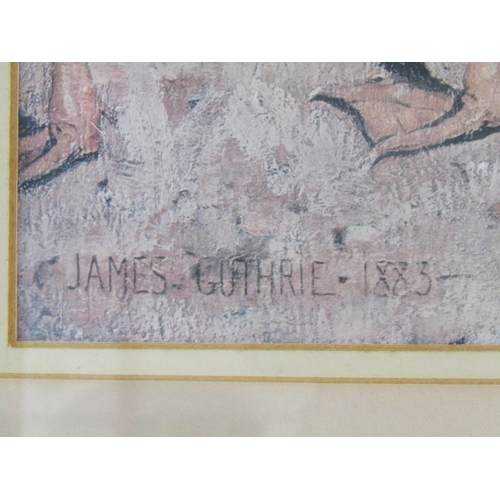 JAMES - GUTHRIE - 1883